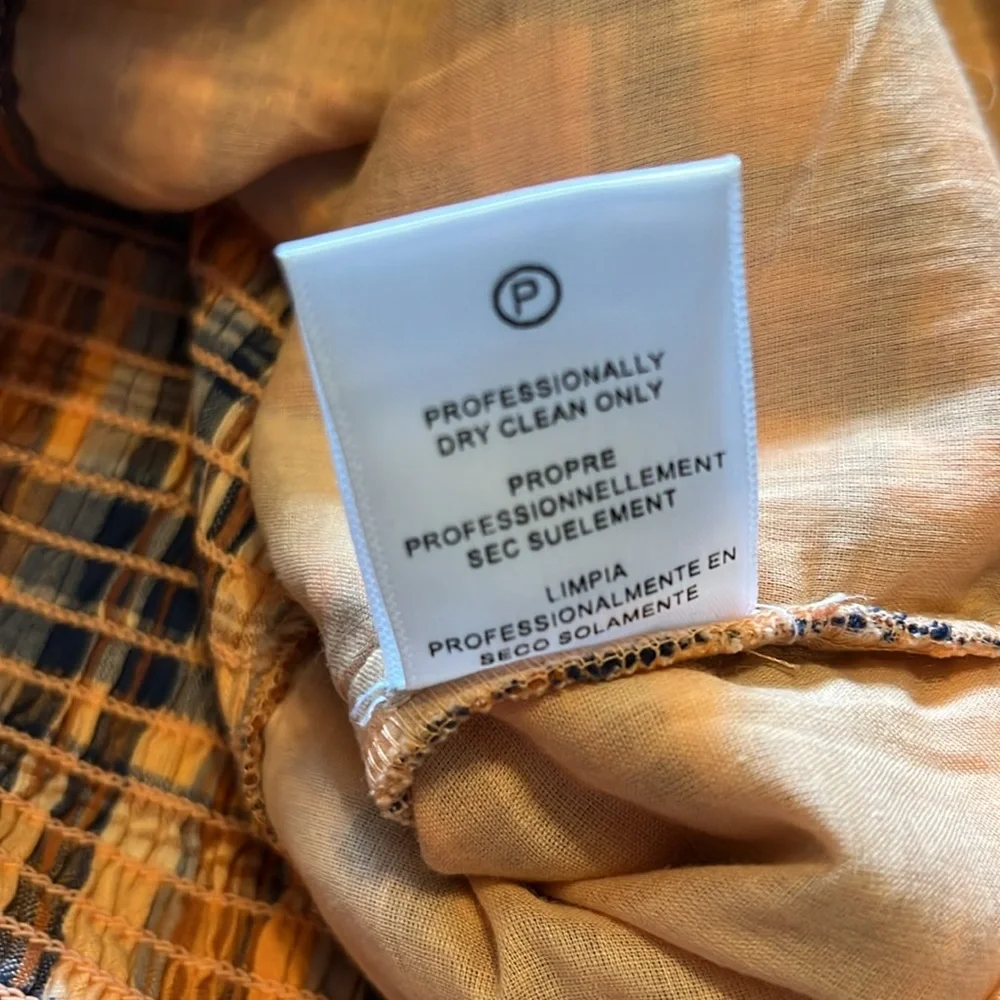 P
PROFESSIONALLY
DRY CLEAN ONLY
PROPRE
PROFESSIONNELLEMENT
SEC SUELEMENT
LIMPIA
PROFESSIONALMENTE EN
SECO SOLAMENTE